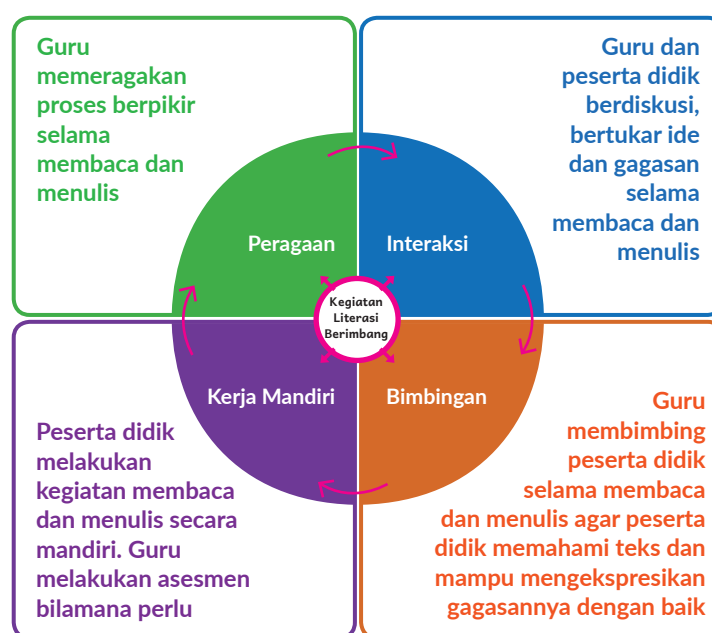 Guru
memeragakan
proses berpikir
selama
membaca dan
menulis
Guru dan
peserta didik
berdiskusi,
bertukar ide
dan gagasan
selama
membaca dan
menulis
Peragaan
Interaksi
Kegiatan
Literasi
Berimbang
Kerja Mandiri
Bimbingan
Peserta didik
melakukan
kegiatan membaca
dan menulis secara
mandiri. Guru
melakukan asesmen
bilamana perlu
Guru
membimbing
peserta didik
selama membaca
dan menulis agar peserta
didik memahami teks dan
mampu mengekspresikan
gagasannya dengan baik